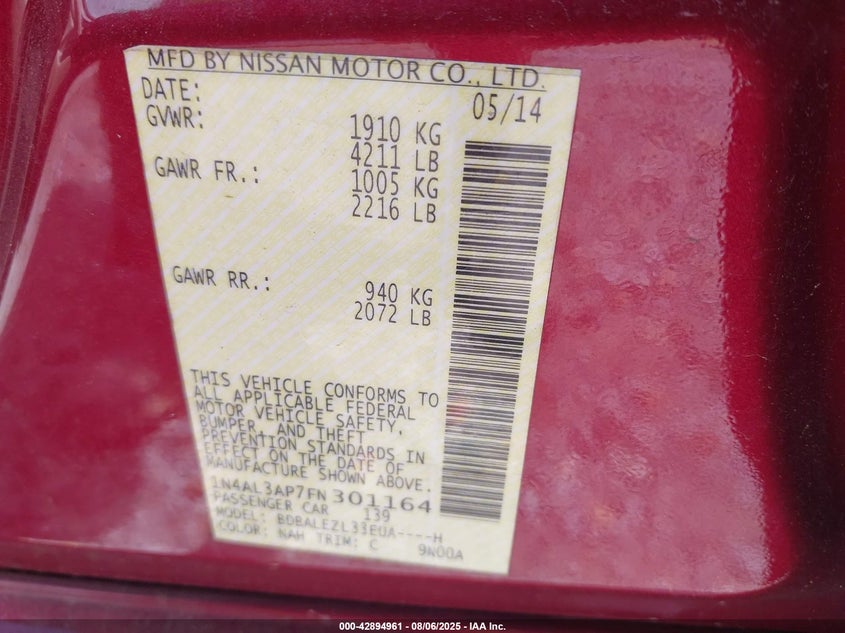 MFD BY NISSAN MOTOR CO., LTD.
DATE: 05/14
GVWR: 1910 KG
4211 LB
GAWR FR.: 1005 KG
2216 LB
GAWR RR.: 940 KG
2072 LB
THIS VEHICLE CONFORMS TO
ALL APPLICABLE FEDERAL
MOTOR VEHICLE SAFETY,
BUMPER, AND THEFT
PREVENTION STANDARDS IN
EFFECT ON THE DATE OF
MANUFACTURE SHOWN ABOVE.
1N4AL3AP7FN301164
PASSENGER CAR 139
MODEL: BDBALEZL33EUA----H
COLOR: NAH TRIM: C 9N00A
000-42894961 - 08/06/2025 - IAA Inc.